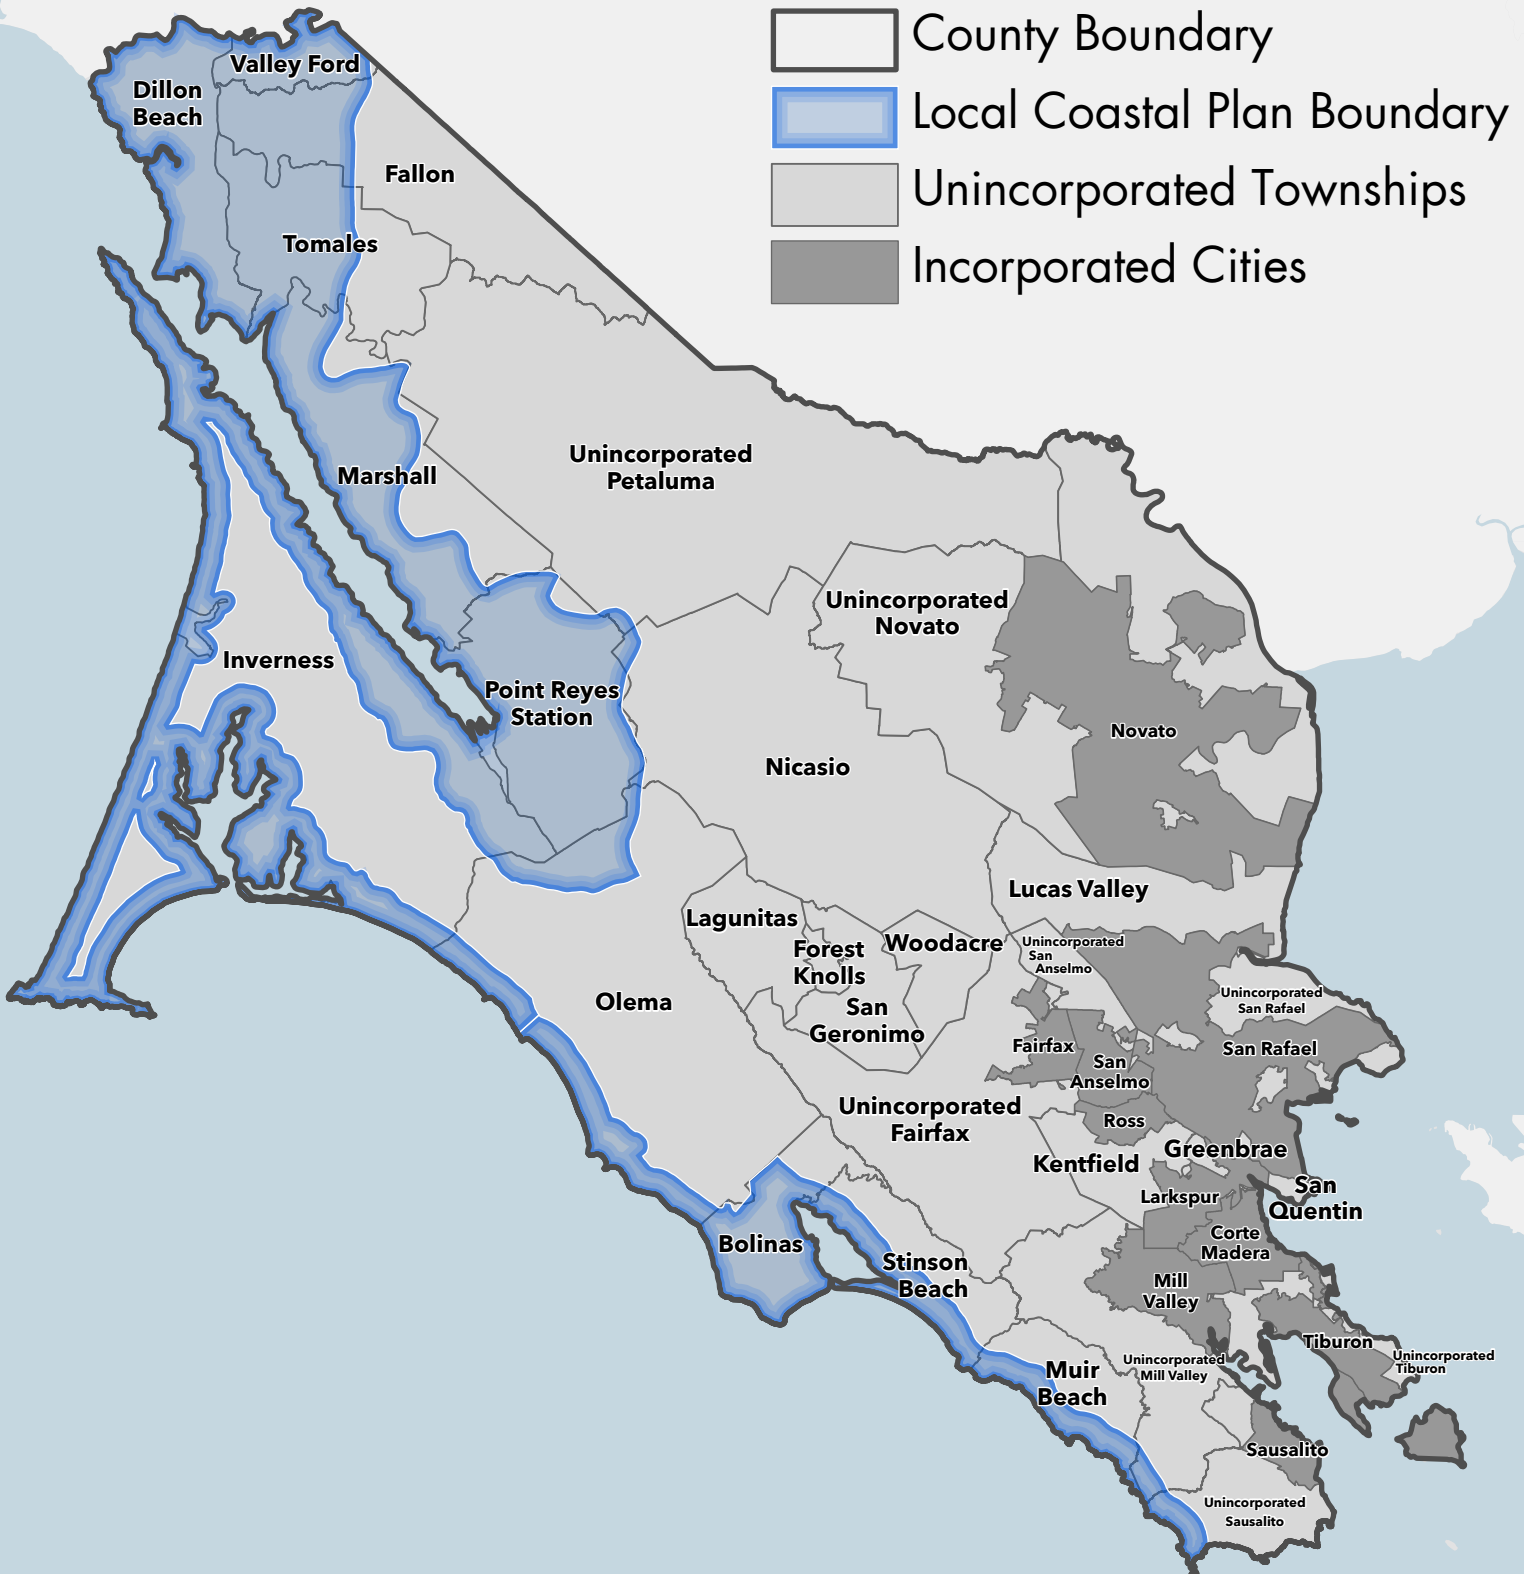 County Boundary
Local Coastal Plan Boundary
Unincorporated Townships
Incorporated Cities
Valley Ford
Dillon
Beach
Fallon
Tomales
Marshall
Unincorporated
Petaluma
Unincorporated
Novato
Inverness
Point Reyes
Station
Novato
Nicasio
Lucas Valley
Lagunitas
Forest
Knolls
Woodacre
Unincorporated
San
Anselmo
San
Geronimo
Olema
Unincorporated
San Rafael
Fairfax
San
Anselmo
San Rafael
Unincorporated
Fairfax
Ross
Kentfield
Greenbrae
Larkspur
San
Quentin
Corte
Madera
Bolinas
Stinson
Beach
Mill
Valley
Tiburon
Unincorporated
Tiburon
Muir
Beach
Unincorporated
Mill Valley
Sausalito
Unincorporated
Sausalito